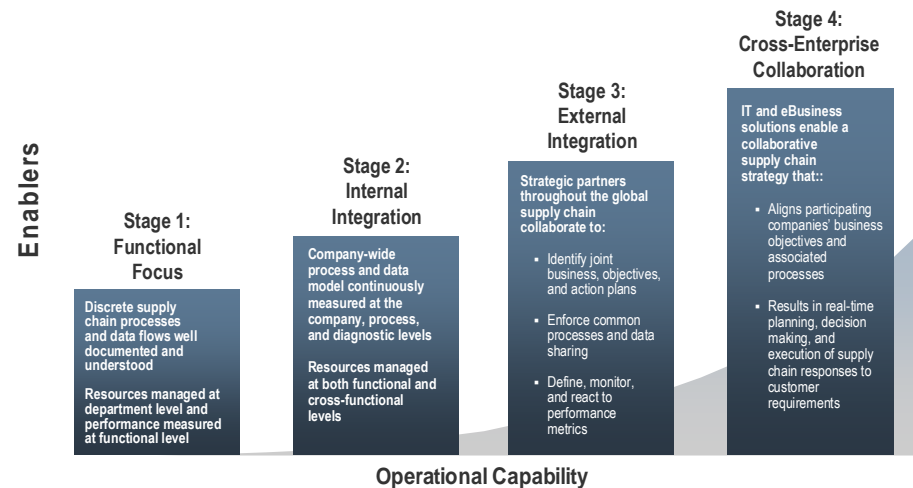 Enablers
Stage 1:
Functional
Focus
Discrete supply
chain processes
and data flows well
documented and
understood
Resources managed at
department level and
performance measured
at functional level
Stage 2:
Internal
Integration
Company-wide
process and data
model continuously
measured at the
company, process,
and diagnostic levels
Resources managed
at both functional and
cross-functional
levels
Stage 3:
External
Integration
Strategic partners
throughout the global
supply chain
collaborate to:
▪ Identify joint
business, objectives,
and action plans
▪ Enforce common
processes and data
sharing
▪ Define, monitor,
and react to
performance
metrics
Stage 4:
Cross-Enterprise
Collaboration
IT and eBusiness
solutions enable a
collaborative
supply chain
strategy that::
▪ Aligns participating
companies' business
objectives and
associated
processes
▪ Results in real-time
planning, decision
making, and
execution of supply
chain responses to
customer
requirements
Operational Capability